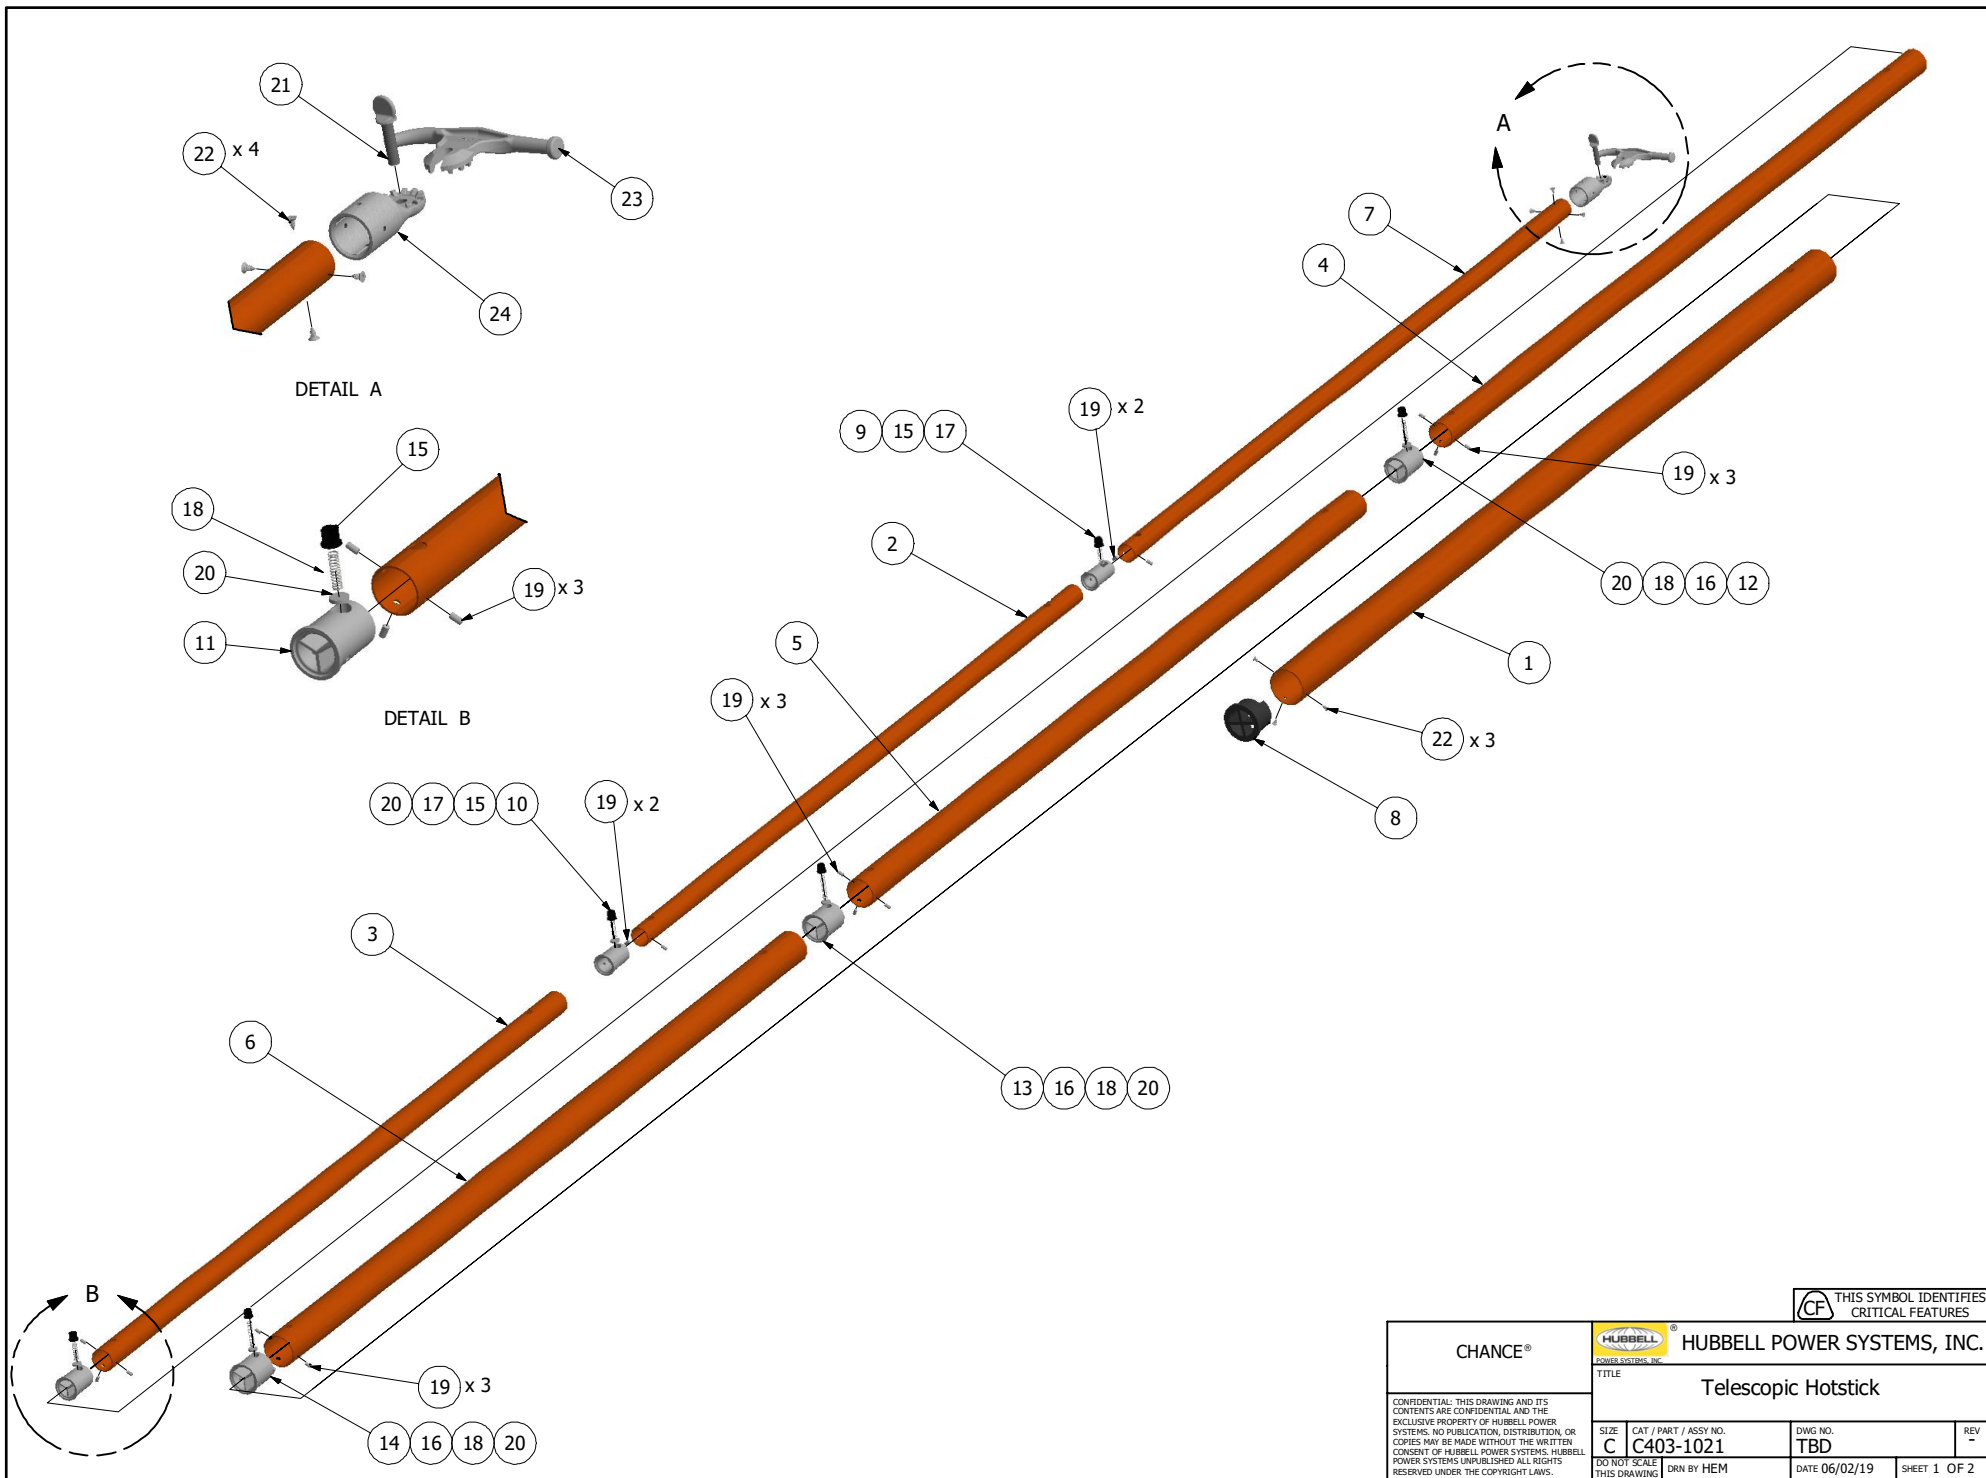 21
22 x 4
23
24
DETAIL A
15
18
20
19 x 3
11
DETAIL B
A
7
4
19 x 2
9 15 17
19 x 3
2
20 18 16 12
5
1
19 x 3
22 x 3
8
20 17 15 10
19 x 2
3
6
13 16 18 20
B
19 x 3
14 16 18 20
CF THIS SYMBOL IDENTIFIES
CRITICAL FEATURES
CHANCE®
HUBBELL ®
POWER SYSTEMS, INC.
HUBBELL POWER SYSTEMS, INC.
TITLE
Telescopic Hotstick
CONFIDENTIAL: THIS DRAWING AND ITS
CONTENTS ARE CONFIDENTIAL AND THE
EXCLUSIVE PROPERTY OF HUBBELL POWER
SYSTEMS. NO PUBLICATION, DISTRIBUTION, OR
COPIES MAY BE MADE WITHOUT THE WRITTEN
CONSENT OF HUBBELL POWER SYSTEMS. HUBBELL
POWER SYSTEMS UNPUBLISHED ALL RIGHTS
RESERVED UNDER THE COPYRIGHT LAWS.
SIZE
C
CAT / PART / ASSY NO.
C403-1021
DWG NO.
TBD
REV
-
DO NOT SCALE
THIS DRAWING
DRN BY HEM
DATE 06/02/19
SHEET 1 OF 2